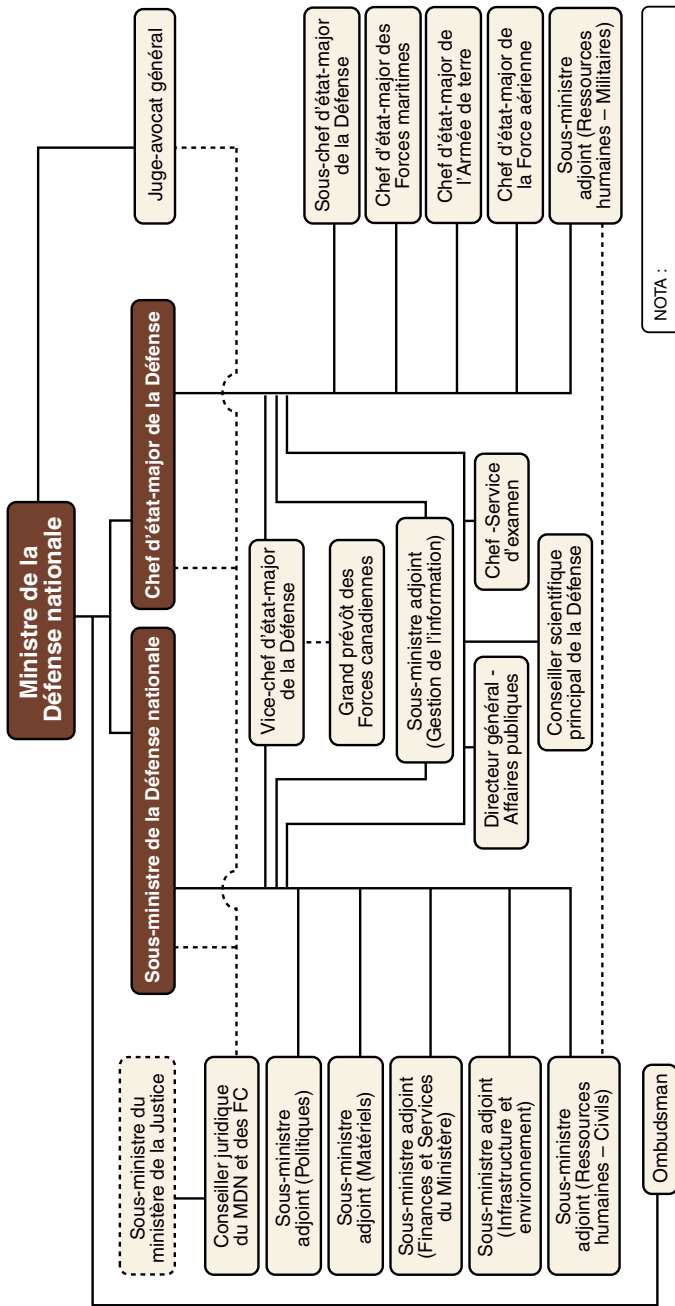 Ministre de la
Défense nationale
Sous-ministre de la Défense nationale
Chef d'état-major de la Défense
Juge-avocat général
Sous-ministre du
ministère de la Justice
Conseiller juridique
du MDN et des FC
Sous-ministre
adjoint (Politiques)
Sous-ministre
adjoint (Matériels)
Sous-ministre adjoint
(Finances et Services
du Ministère)
Sous-ministre adjoint
(Infrastructure et
environnement)
Sous-ministre
adjoint (Ressources
humaines – Civils)
Ombudsman
Vice-chef d'état-major
de la Défense
Grand prévôt des
Forces canadiennes
Sous-ministre adjoint
(Gestion de l'information)
Directeur général -
Affaires publiques
Chef -Service
d'examen
Conseiller scientifique
principal de la Défense
Sous-chef d'état-major
de la Défense
Chef d'état-major des
Forces maritimes
Chef d'état-major de
l'Armée de terre
Chef d'état-major de
la Force aérienne
Sous-ministre
adjoint (Ressources
humaines – Militaires)
NOTA :